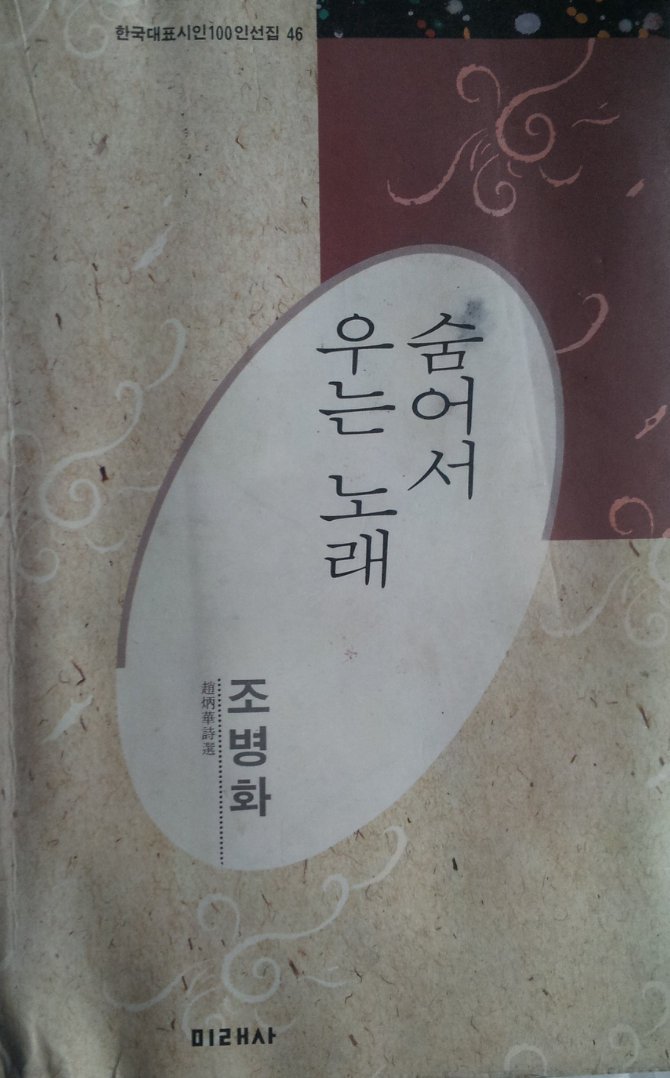 한국대표시인100인선집 46
숨어서
우는 노래
조병화
趙炳華詩選
미래사